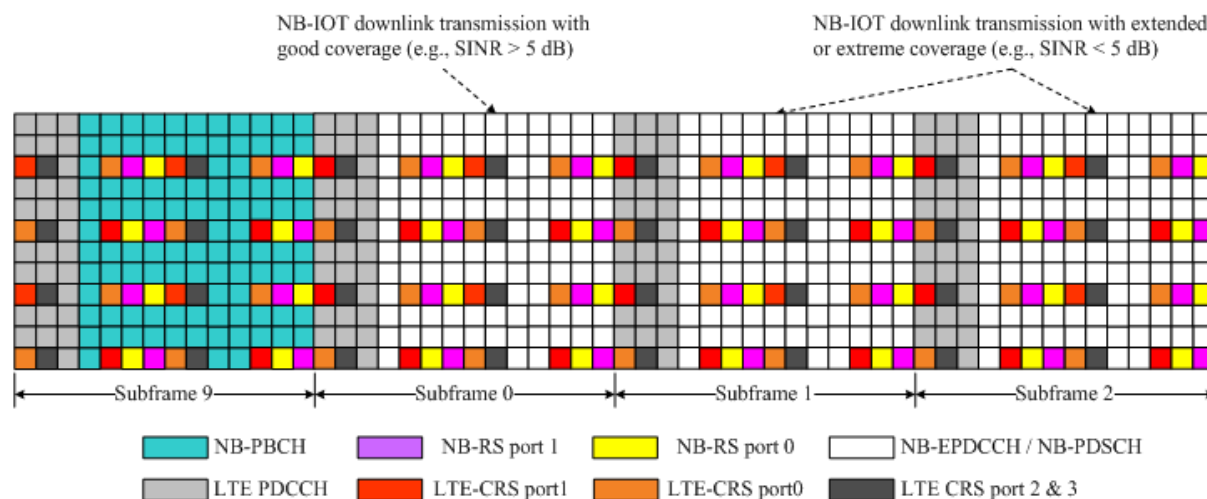 NB-IOT downlink transmission with
good coverage (e.g., SINR > 5 dB)
NB-IOT downlink transmission with extended
or extreme coverage (e.g., SINR < 5 dB)
Subframe 9
Subframe 0
Subframe 1
Subframe 2
NB-PBCH
NB-RS port 1
NB-RS port 0
NB-EPDCCH / NB-PDSCH
LTE PDCCH
LTE-CRS port1
LTE-CRS port0
LTE CRS port 2 & 3